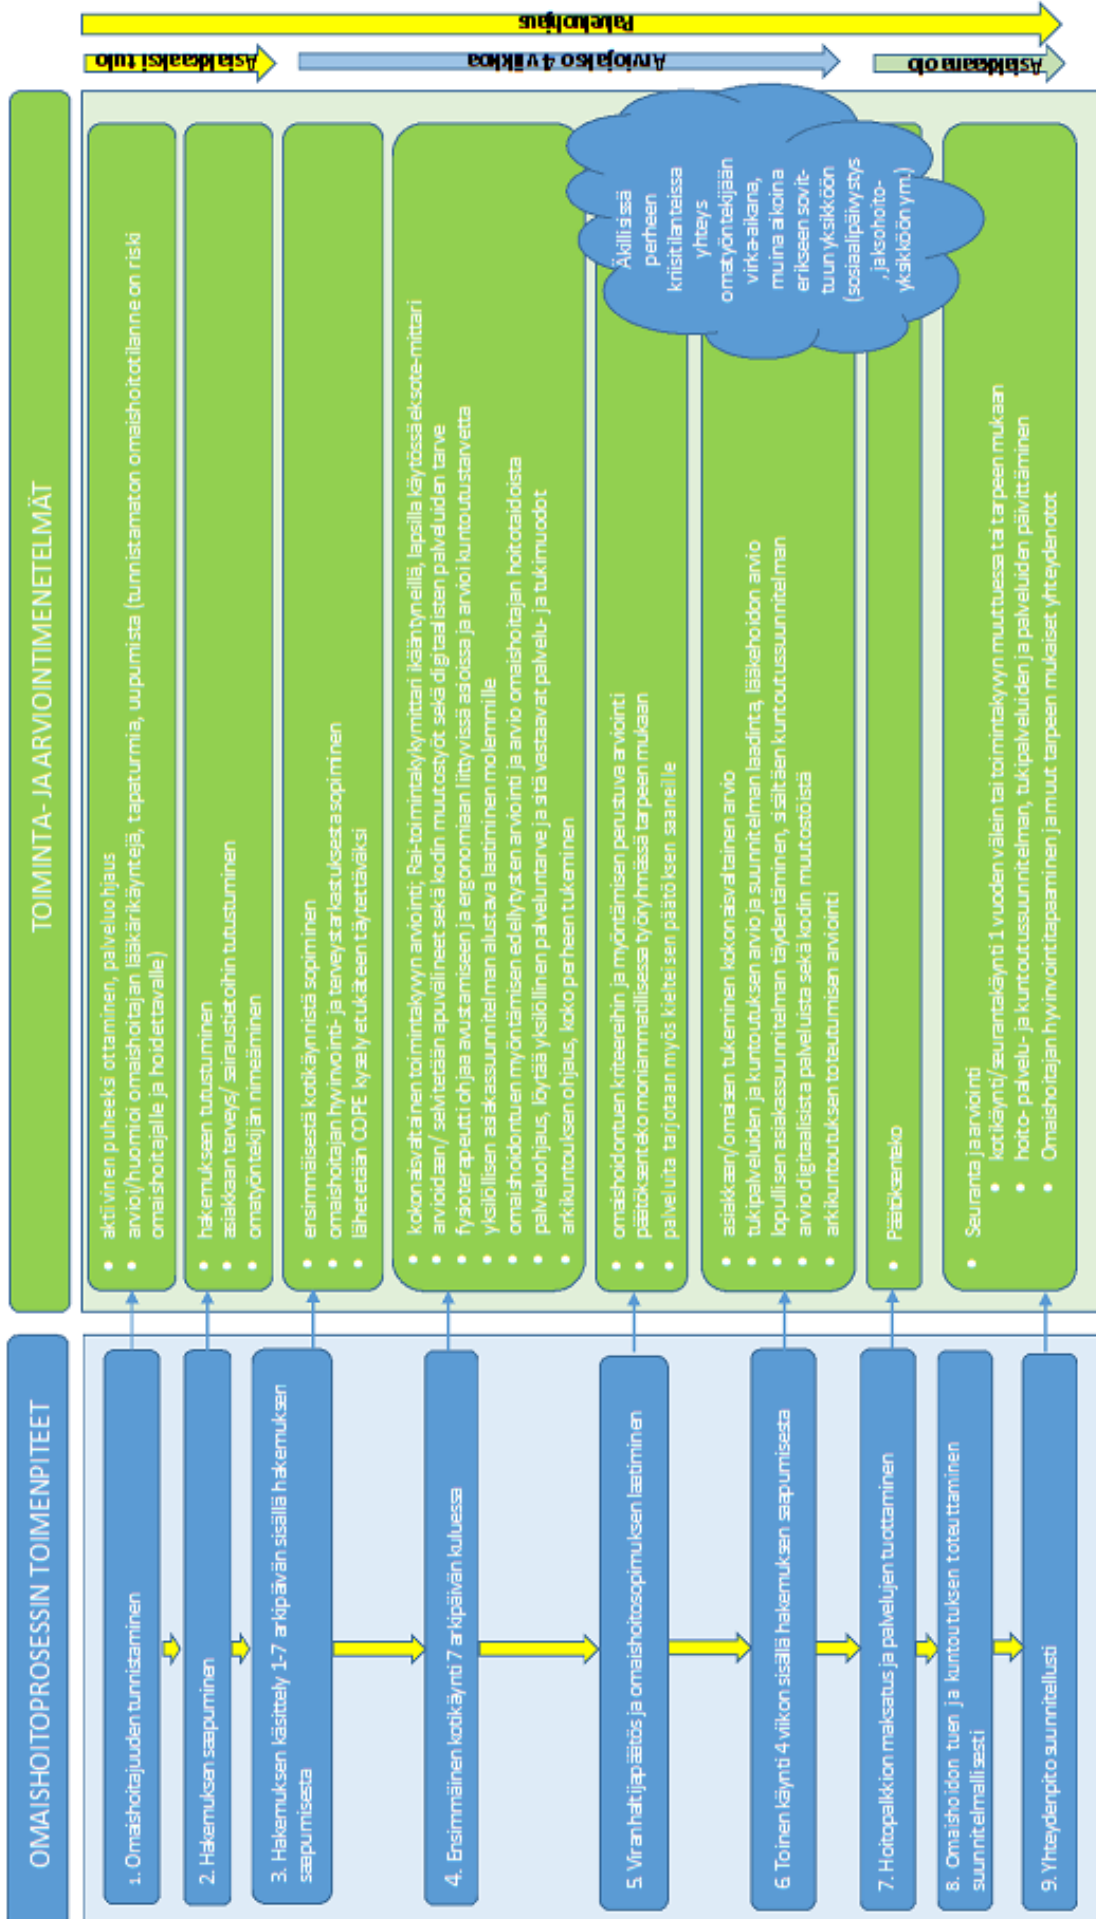 OMAISHOITOPROSESSIN TOIMENPITEET
1. Omaishoitajuuden tunnistaminen
2. Hakemuksen saapuminen
3. Hakemuksen käsittely 1-7 arkipäivän sisällä hakemuksen
saapumisesta
4. Ensimmäinen kotikäynti 7 arkipäivän kuluessa
5. Viranhaltijapäätös ja omaishoitosopimuksen laatiminen
6. Toinen käynti 4 viikon sisällä hakemuksen saapumisesta
7. Hoitopalkkion maksatus ja palvelujen tuottaminen
8. Omaishoidon tuen ja kuntoutuksen toteuttaminen
suunnitelmallisesti
9. Yhteydenpito suunnitellusti
TOIMINTA- JA ARVIOINTIMENETELMÄT
• aktiivinen puheeksi ottaminen, palveluohjaus
• arvioi/huomioi omaishoitajan lääkärikäyntejä, tapaturmia, uupumista (tunnistamaton omaishoitotilanne on riski
omaishoitajalle ja hoidettavalle)
• hakemukseen tutustuminen
• asiakkaan terveys/ sairaustietoihin tutustuminen
• omatyöntekijän nimeäminen
• ensimmäisestä kotikäynnistä sopiminen
• omaishoitajan hyvinvointi- ja terveystarkastuksesta sopiminen
• lähetetään COPE kysely etukäteen täytettäväksi
• kokonaisvaltainen toimintakyvyn arviointi; Rai-toimintakykymittari ikääntyneillä, lapsilla käytössä eksote-mittari
• arvioidaan/ selvitetään apuvälineet sekä kodin muutostyöt sekä digitaalisten palveluiden tarve
• fysioterapeutti ohjaa avustamiseen ja ergonomiaan liittyvissä asioissa ja arvioi kuntoutustarvetta
• yksilöllisen asiakassuunnitelman alustava laatiminen molemmille
• omaishoidontuen myöntämisen edellytysten arviointi ja arvio omaishoitajan hoitotaidoista
• palveluohjaus, löytää yksilöllinen palveluntarve ja sitä vastaavat palvelu- ja tukimuodot
• arkikuntouksen ohjaus, koko perheen tukeminen
• omaishoidontuen kriteereihin ja myöntämisen perustuva arviointi
• päätöksenteko moniammatillisessa työryhmässä tarpeen mukaan
• palveluita tarjotaan myös kielteisen päätöksen saaneille
• asiakkaan/omaisen tukeminen kokonaisvaltainen arvio
• tukipalveluiden ja kuntoutuksen arvio ja suunnitelman laadinta, lääkehoidon arvio
• lopullisen asiakassuunnitelman täydentäminen, sisältäen kuntoutussuunnitelman
• arvio digitaalisista palveluista sekä kodin muutostöistä
• arkikuntoutuksen toteutumisen arviointi
• Päätöksenteko
• Seuranta ja arviointi
• kotikäynti/seurantakäynti 1 vuoden välein tai toimintakyvyn muuttuessa tai tarpeen mukaan
• hoito- palvelu- ja kuntoutussuunnitelman, tukipalveluiden ja palveluiden päivittäminen
• Omaishoitajan hyvinvointitapaaminen ja muut tarpeen mukaiset yhteydenotot
Äkillisissä
perheen
kriisitilanteissa
yhteys
omatyöntekijään
virka-aikana,
muina aikoina
erikseen sovit-
tuun yksikköön
(sosiaalipäivystys
, jaksohoito-
yksikköön ym.)
Asiakkaaksi tulo
Arviojakso 4 viikkoa
Asiakkaana olo
Palveluohjaus